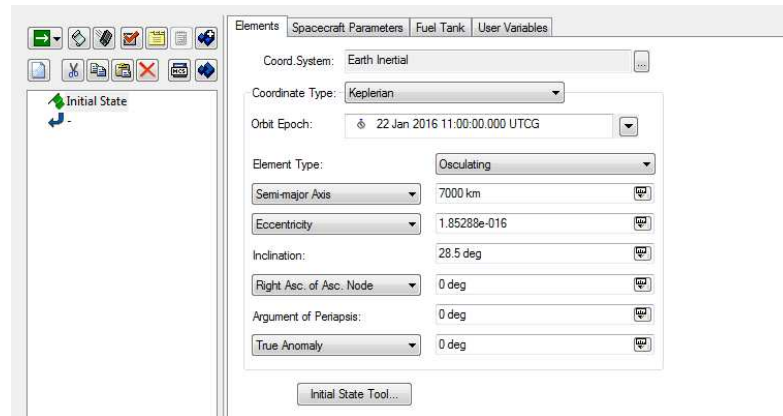 Elements Spacecraft Parameters Fuel Tank User Variables
Coord.System: Earth Inertial ...
MCS
Initial State
-
Coordinate Type: Keplerian
Orbit Epoch: 22 Jan 2016 11:00:00.000 UTCG
Element Type: Osculating
Semi-major Axis 7000 km
Eccentricity 1.85288e-016
Inclination: 28.5 deg
Right Asc. of Asc. Node 0 deg
Argument of Periapsis: 0 deg
True Anomaly 0 deg
Initial State Tool...